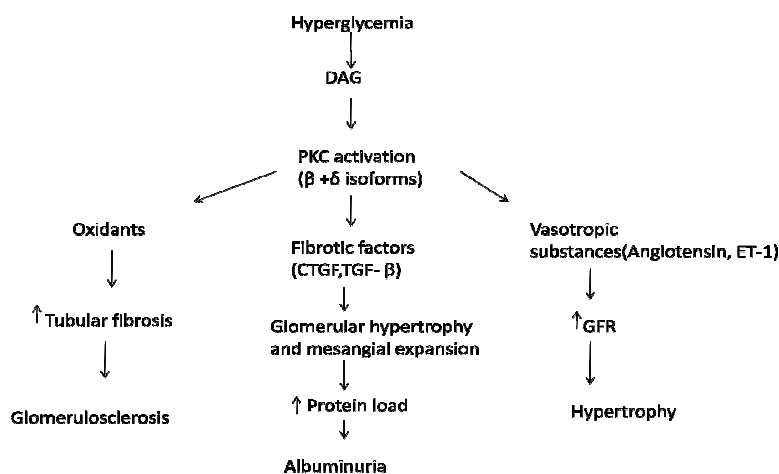 Hyperglycernia
DAG
PKC activation
(β +δ isoforms)
Oxidants
Fibrotic factors
(CTGF,TGF- β)
Vasotropic
substances(Angiotensin, ET-1)
↑Tubular fibrosis
Glomerular hypertrophy
and mesangial expansion
↑GFR
Glomerulosclerosis
↑ Protein load
Hypertrophy
Albuminuria